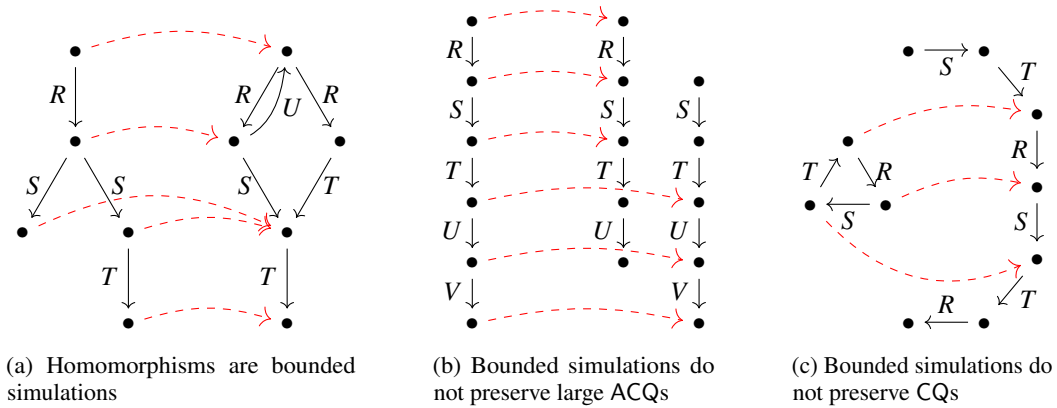 R
S
S
T
R
U
R
S
T
T
R
S
T
U
V
R
S
T
U
S
T
U
V
S
T
R
S
T
R
T
R
S
(a) Homomorphisms are bounded
simulations
(b) Bounded simulations do
not preserve large ACQs
(c) Bounded simulations do
not preserve CQs